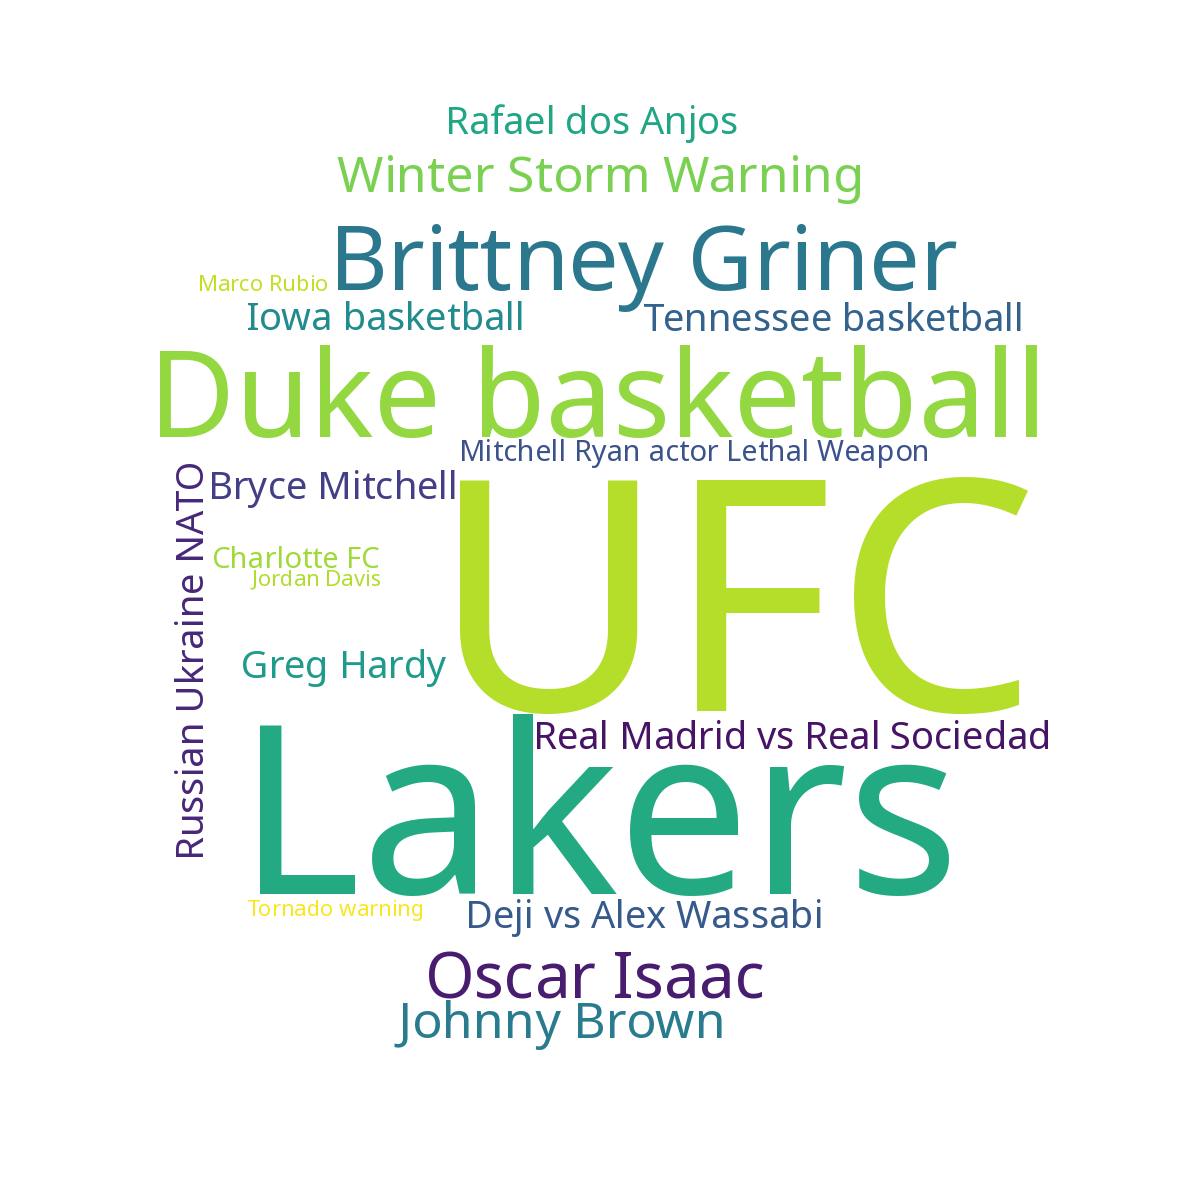 Rafael dos Anjos
Winter Storm Warning
Brittney Griner
Marco Rubio
Iowa basketball
Tennessee basketball
Duke basketball
Mitchell Ryan actor Lethal Weapon
Bryce Mitchell
Russian Ukraine NATO
UFC
Charlotte FC
Jordan Davis
Greg Hardy
Real Madrid vs Real Sociedad
Lakers
Tornado warning
Deji vs Alex Wassabi
Oscar Isaac
Johnny Brown